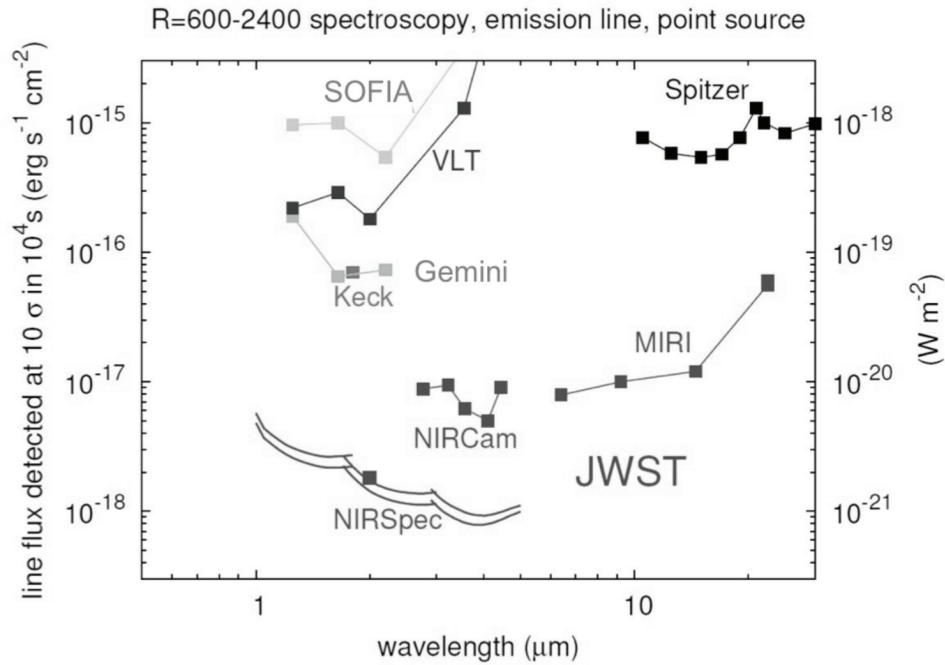 R=600-2400 spectroscopy, emission line, point source
line flux detected at 10 σ in 10⁴s (erg s⁻¹ cm⁻²)
10⁻¹⁵
10⁻¹⁶
10⁻¹⁷
10⁻¹⁸
SOFIA
VLT
Gemini
Keck
Spitzer
MIRI
NIRCam
JWST
NIRSpec
10⁻¹⁸
10⁻¹⁹
10⁻²⁰
10⁻²¹
(W m⁻²)
1
10
wavelength (μm)